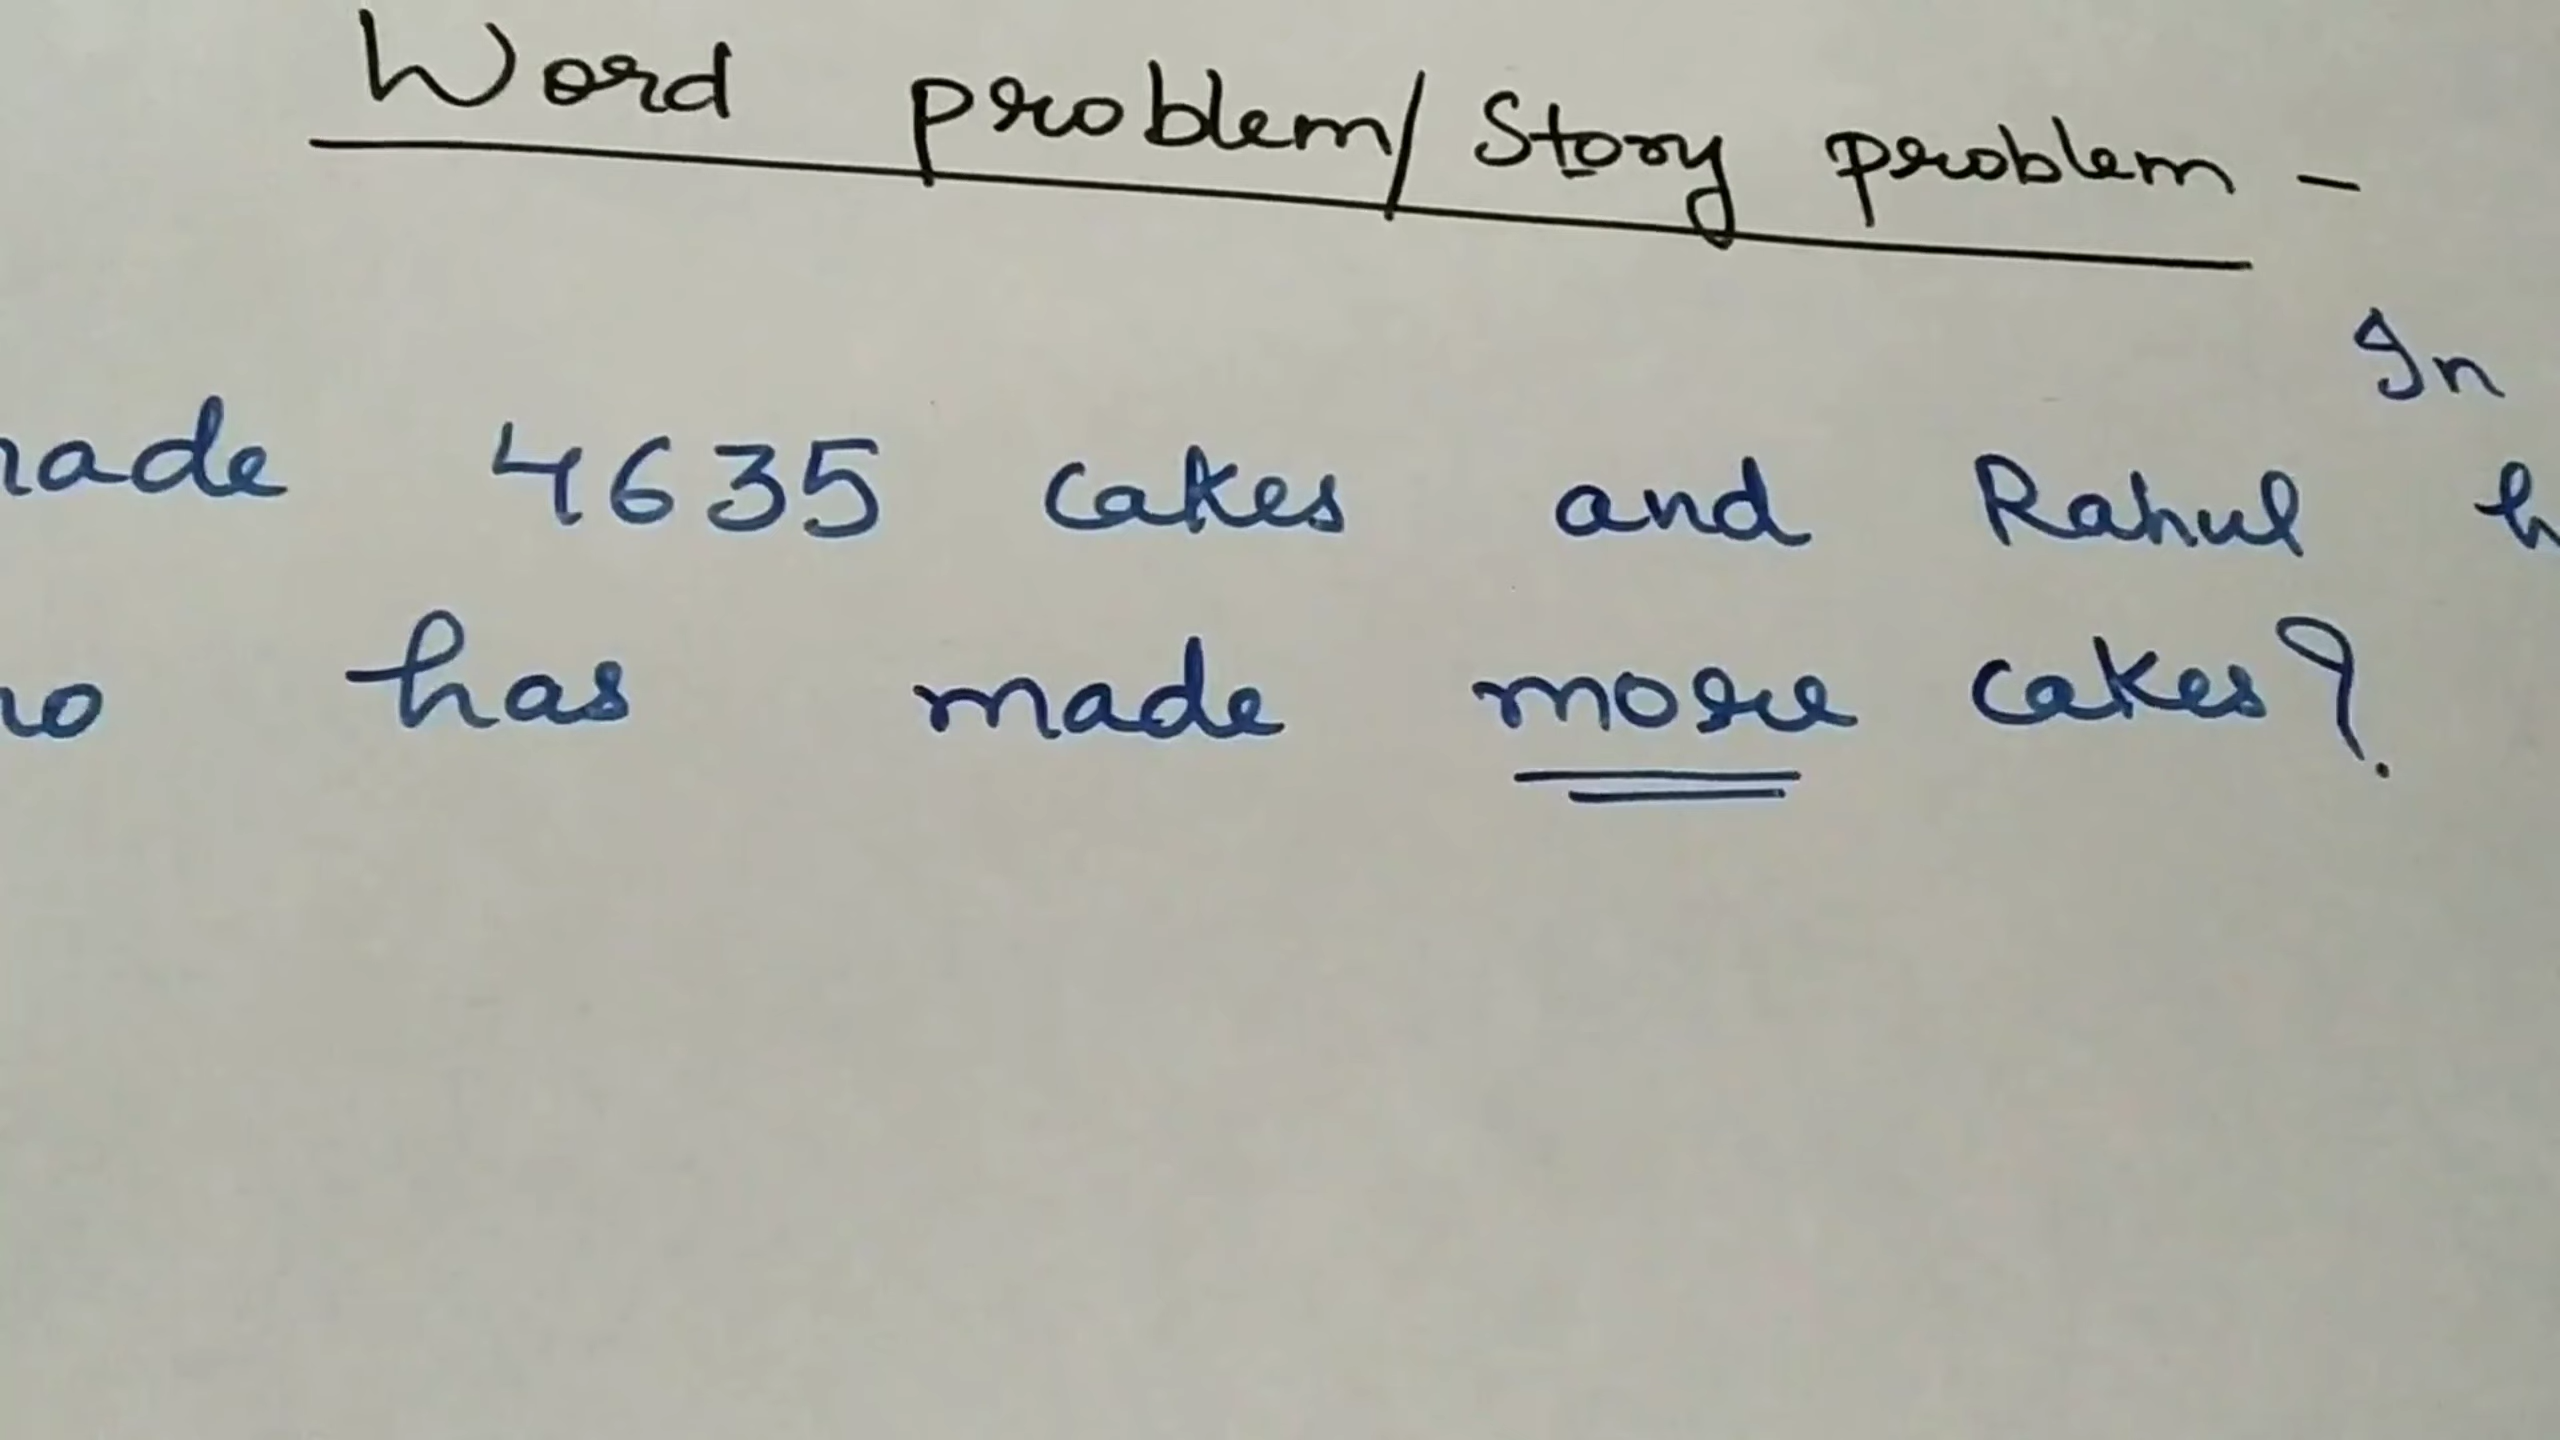 Word problem/Story problem -
In
made 4635 cakes and Rahul
has made more cakes?